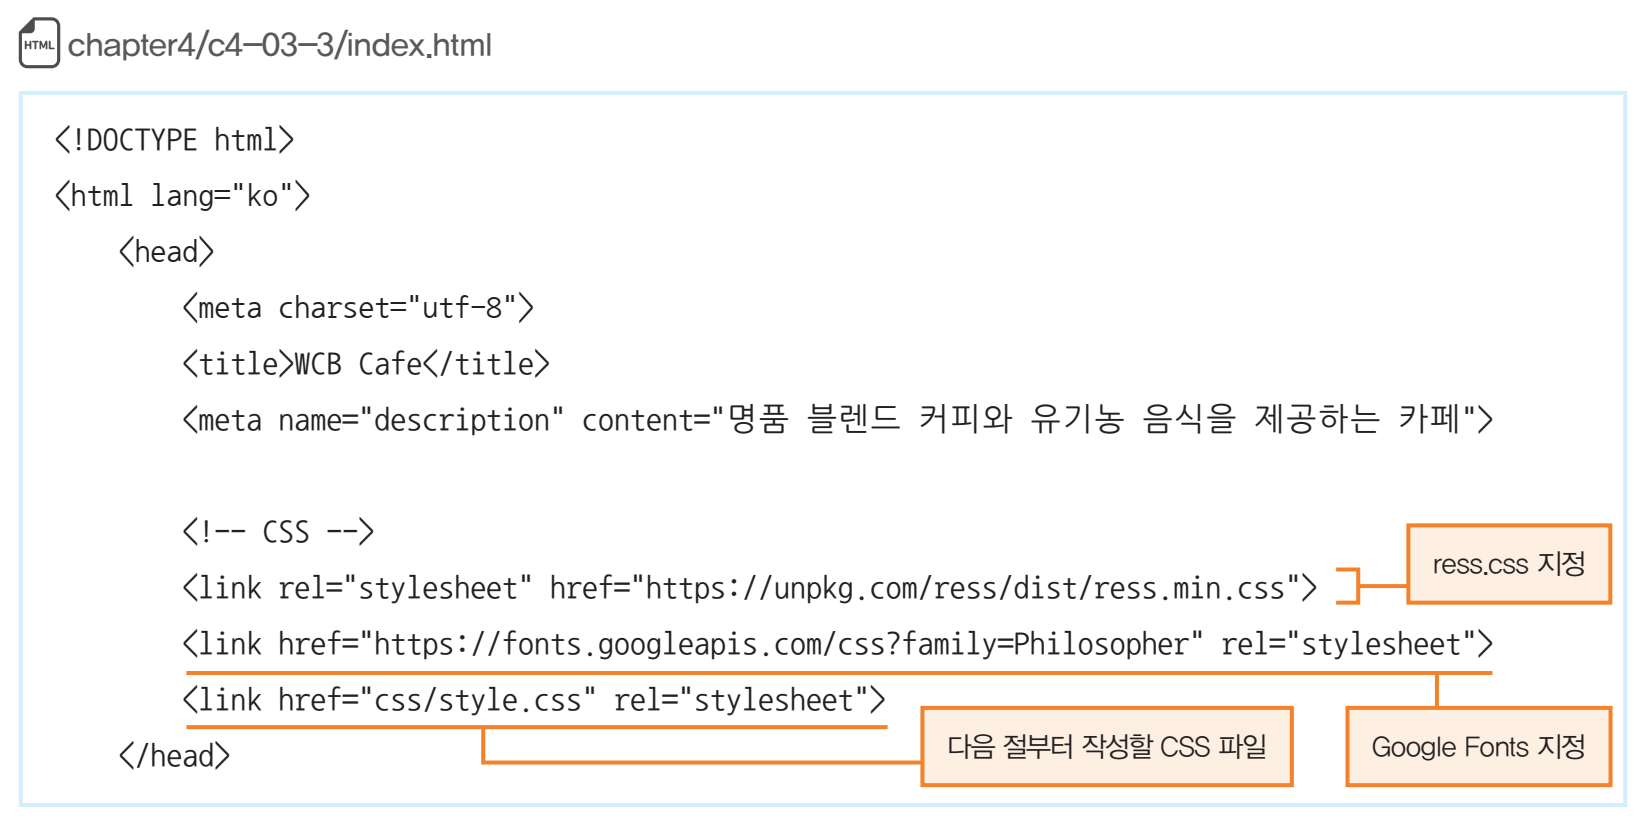 HTML chapter4/c4-03-3/index.html
<!DOCTYPE html>
<html lang="ko">
<head>
<meta charset="utf-8">
<title>WCB Cafe</title>
<meta name="description" content="명품 블렌드 커피와 유기농 음식을 제공하는 카페">
<!-- CSS -->
ress.css 지정
<link rel="stylesheet" href="https://unpkg.com/ress/dist/ress.min.css">
<link href="https://fonts.googleapis.com/css?family=Philosopher" rel="stylesheet">
<link href="css/style.css" rel="stylesheet">
다음 절부터 작성할 CSS 파일
Google Fonts 지정
</head>